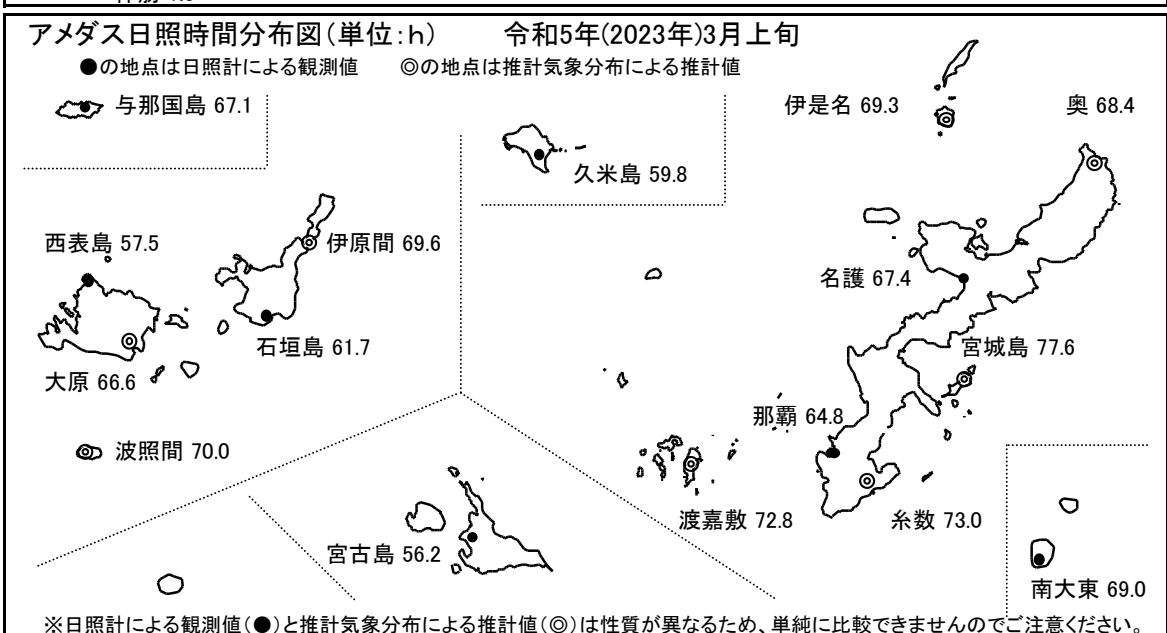 アメダス日照時間分布図(単位:h) 令和5年(2023年)3月上旬
●の地点は日照計による観測値 ◎の地点は推計気象分布による推計値
与那国島 67.1
伊是名 69.3
奥 68.4
久米島 59.8
西表島 57.5
伊原間 69.6
名護 67.4
石垣島 61.7
宮城島 77.6
大原 66.6
那覇 64.8
波照間 70.0
渡嘉敷 72.8
糸数 73.0
宮古島 56.2
南大東 69.0
※日照計による観測値(●)と推計気象分布による推計値(◎)は性質が異なるため、単純に比較できませんのでご注意ください。